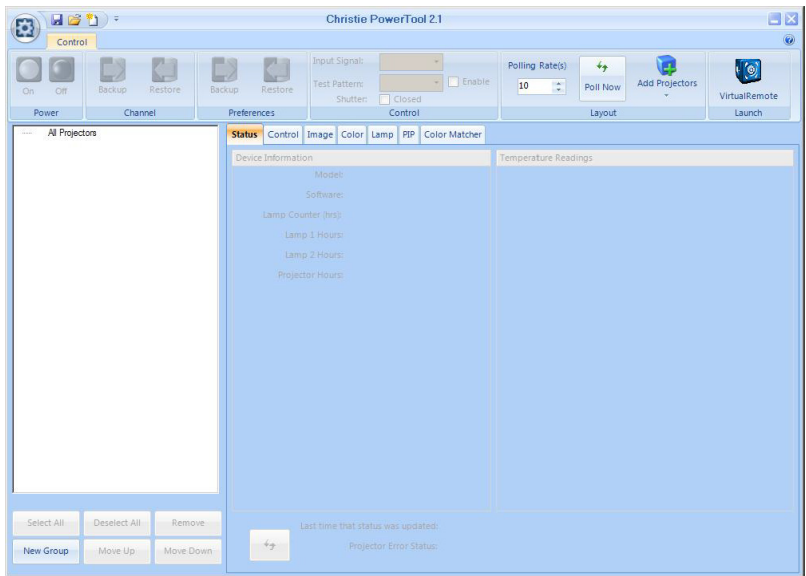 Christie PowerTool 2.1
Control
Input Signal:
Test Pattern:
Enable
Shutter:
Closed
On
Off
Backup
Restore
Backup
Restore
Polling Rate(s)
10
Poll Now
Add Projectors
VirtualRemote
Power
Channel
Preferences
Control
Layout
Launch
All Projectors
Status
Control
Image
Color
Lamp
PIP
Color Matcher
Device Information
Temperature Readings
Model:
Software:
Lamp Counter (hrs):
Lamp 1 Hours:
Lamp 2 Hours:
Projector Hours:
Select All
Deselect All
Remove
New Group
Move Up
Move Down
Last time that status was updated:
Projector Error Status: